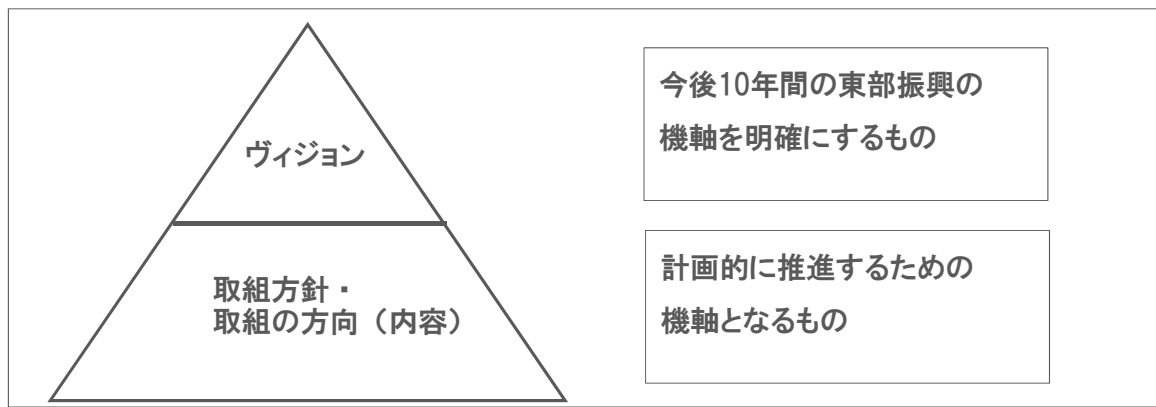 ヴィジョン
今後10年間の東部振興の
機軸を明確にするもの
取組方針・
取組の方向（内容）
計画的に推進するための
機軸となるもの